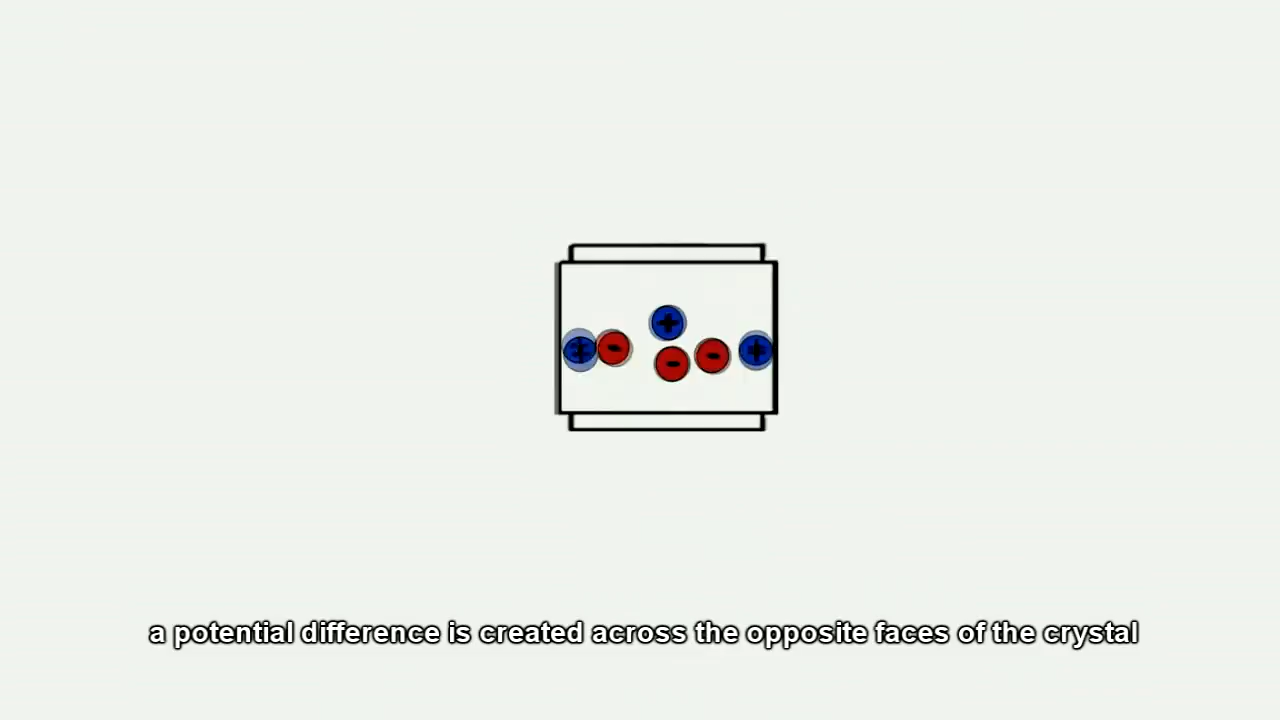 a potential difference is created across the opposite faces of the crystal